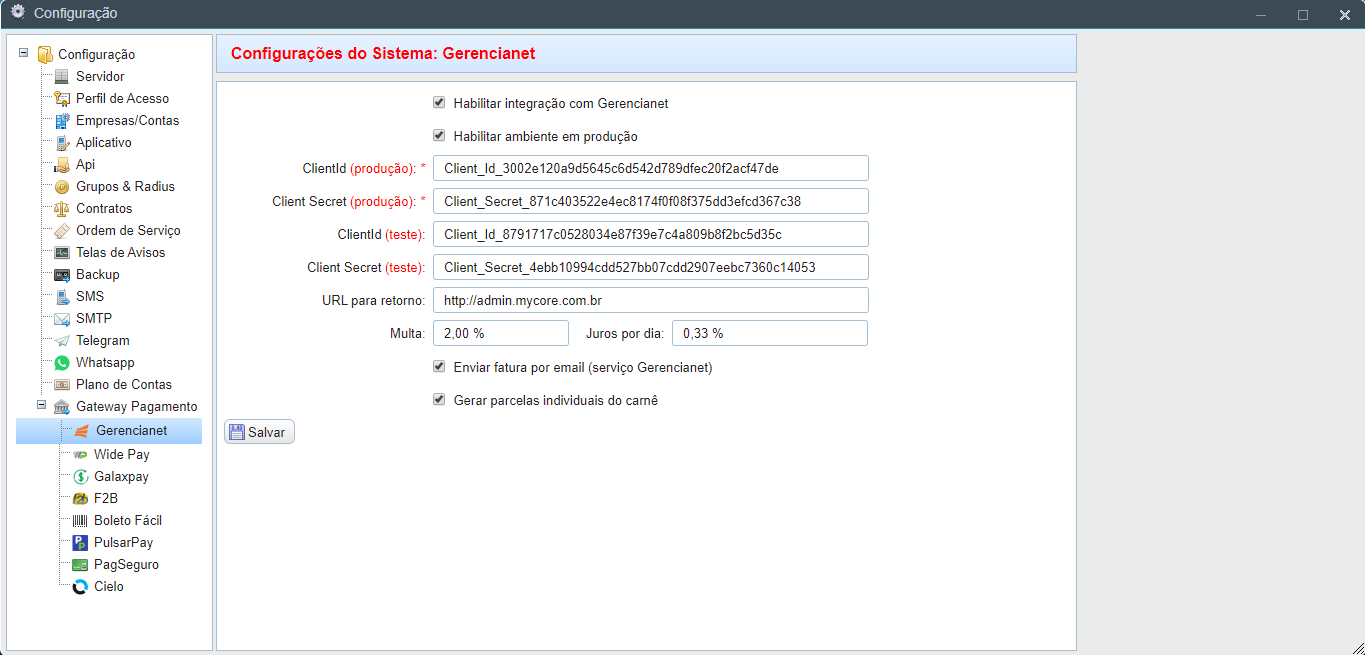 Configuração
Configuração
Servidor
Perfil de Acesso
Empresas/Contas
Aplicativo
Api
Grupos & Radius
Contratos
Ordem de Serviço
Telas de Avisos
Backup
SMS
SMTP
Telegram
Whatsapp
Plano de Contas
Gateway Pagamento
Gerencianet
Wide Pay
Galaxpay
F2B
Boleto Fácil
PulsarPay
PagSeguro
Cielo
Configurações do Sistema: Gerencianet
Habilitar integração com Gerencianet
Habilitar ambiente em produção
ClientId (produção): * Client_Id_3002e120a9d5645c6d542d789dfec20f2acf47de
Client Secret (produção): * Client_Secret_871c403522e4ec8174f0f08f375dd3efcd367c38
ClientId (teste): Client_Id_8791717c0528034e87f39e7c4a809b8f2bc5d35c
Client Secret (teste): Client_Secret_4ebb10994cdd527bb07cdd2907eebc7360c14053
URL para retorno: http://admin.mycore.com.br
Multa: 2,00 % Juros por dia: 0,33 %
Enviar fatura por email (serviço Gerencianet)
Gerar parcelas individuais do carnê
Salvar